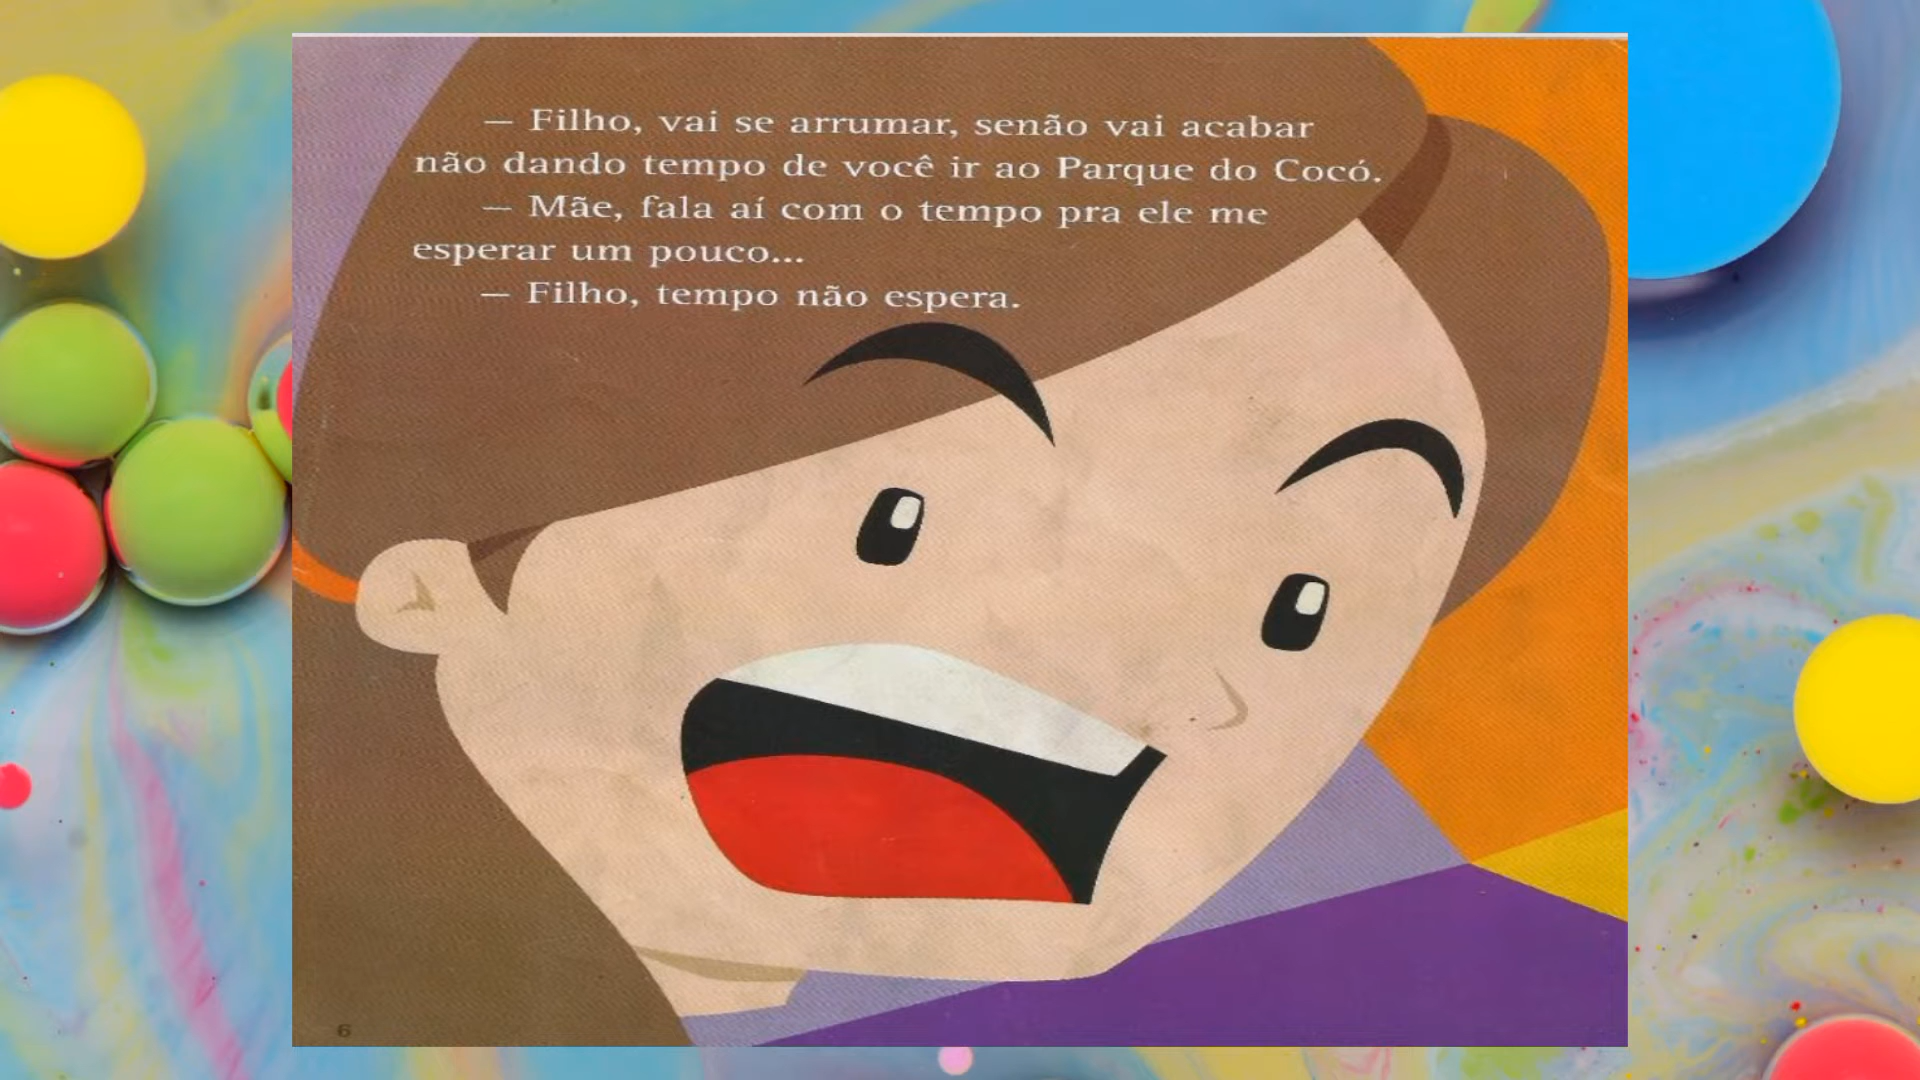 — Filho, vai se arrumar, senão vai acabar
não dando tempo de você ir ao Parque do Cocó.
— Mãe, fala aí com o tempo pra ele me
esperar um pouco...
— Filho, tempo não espera.
6